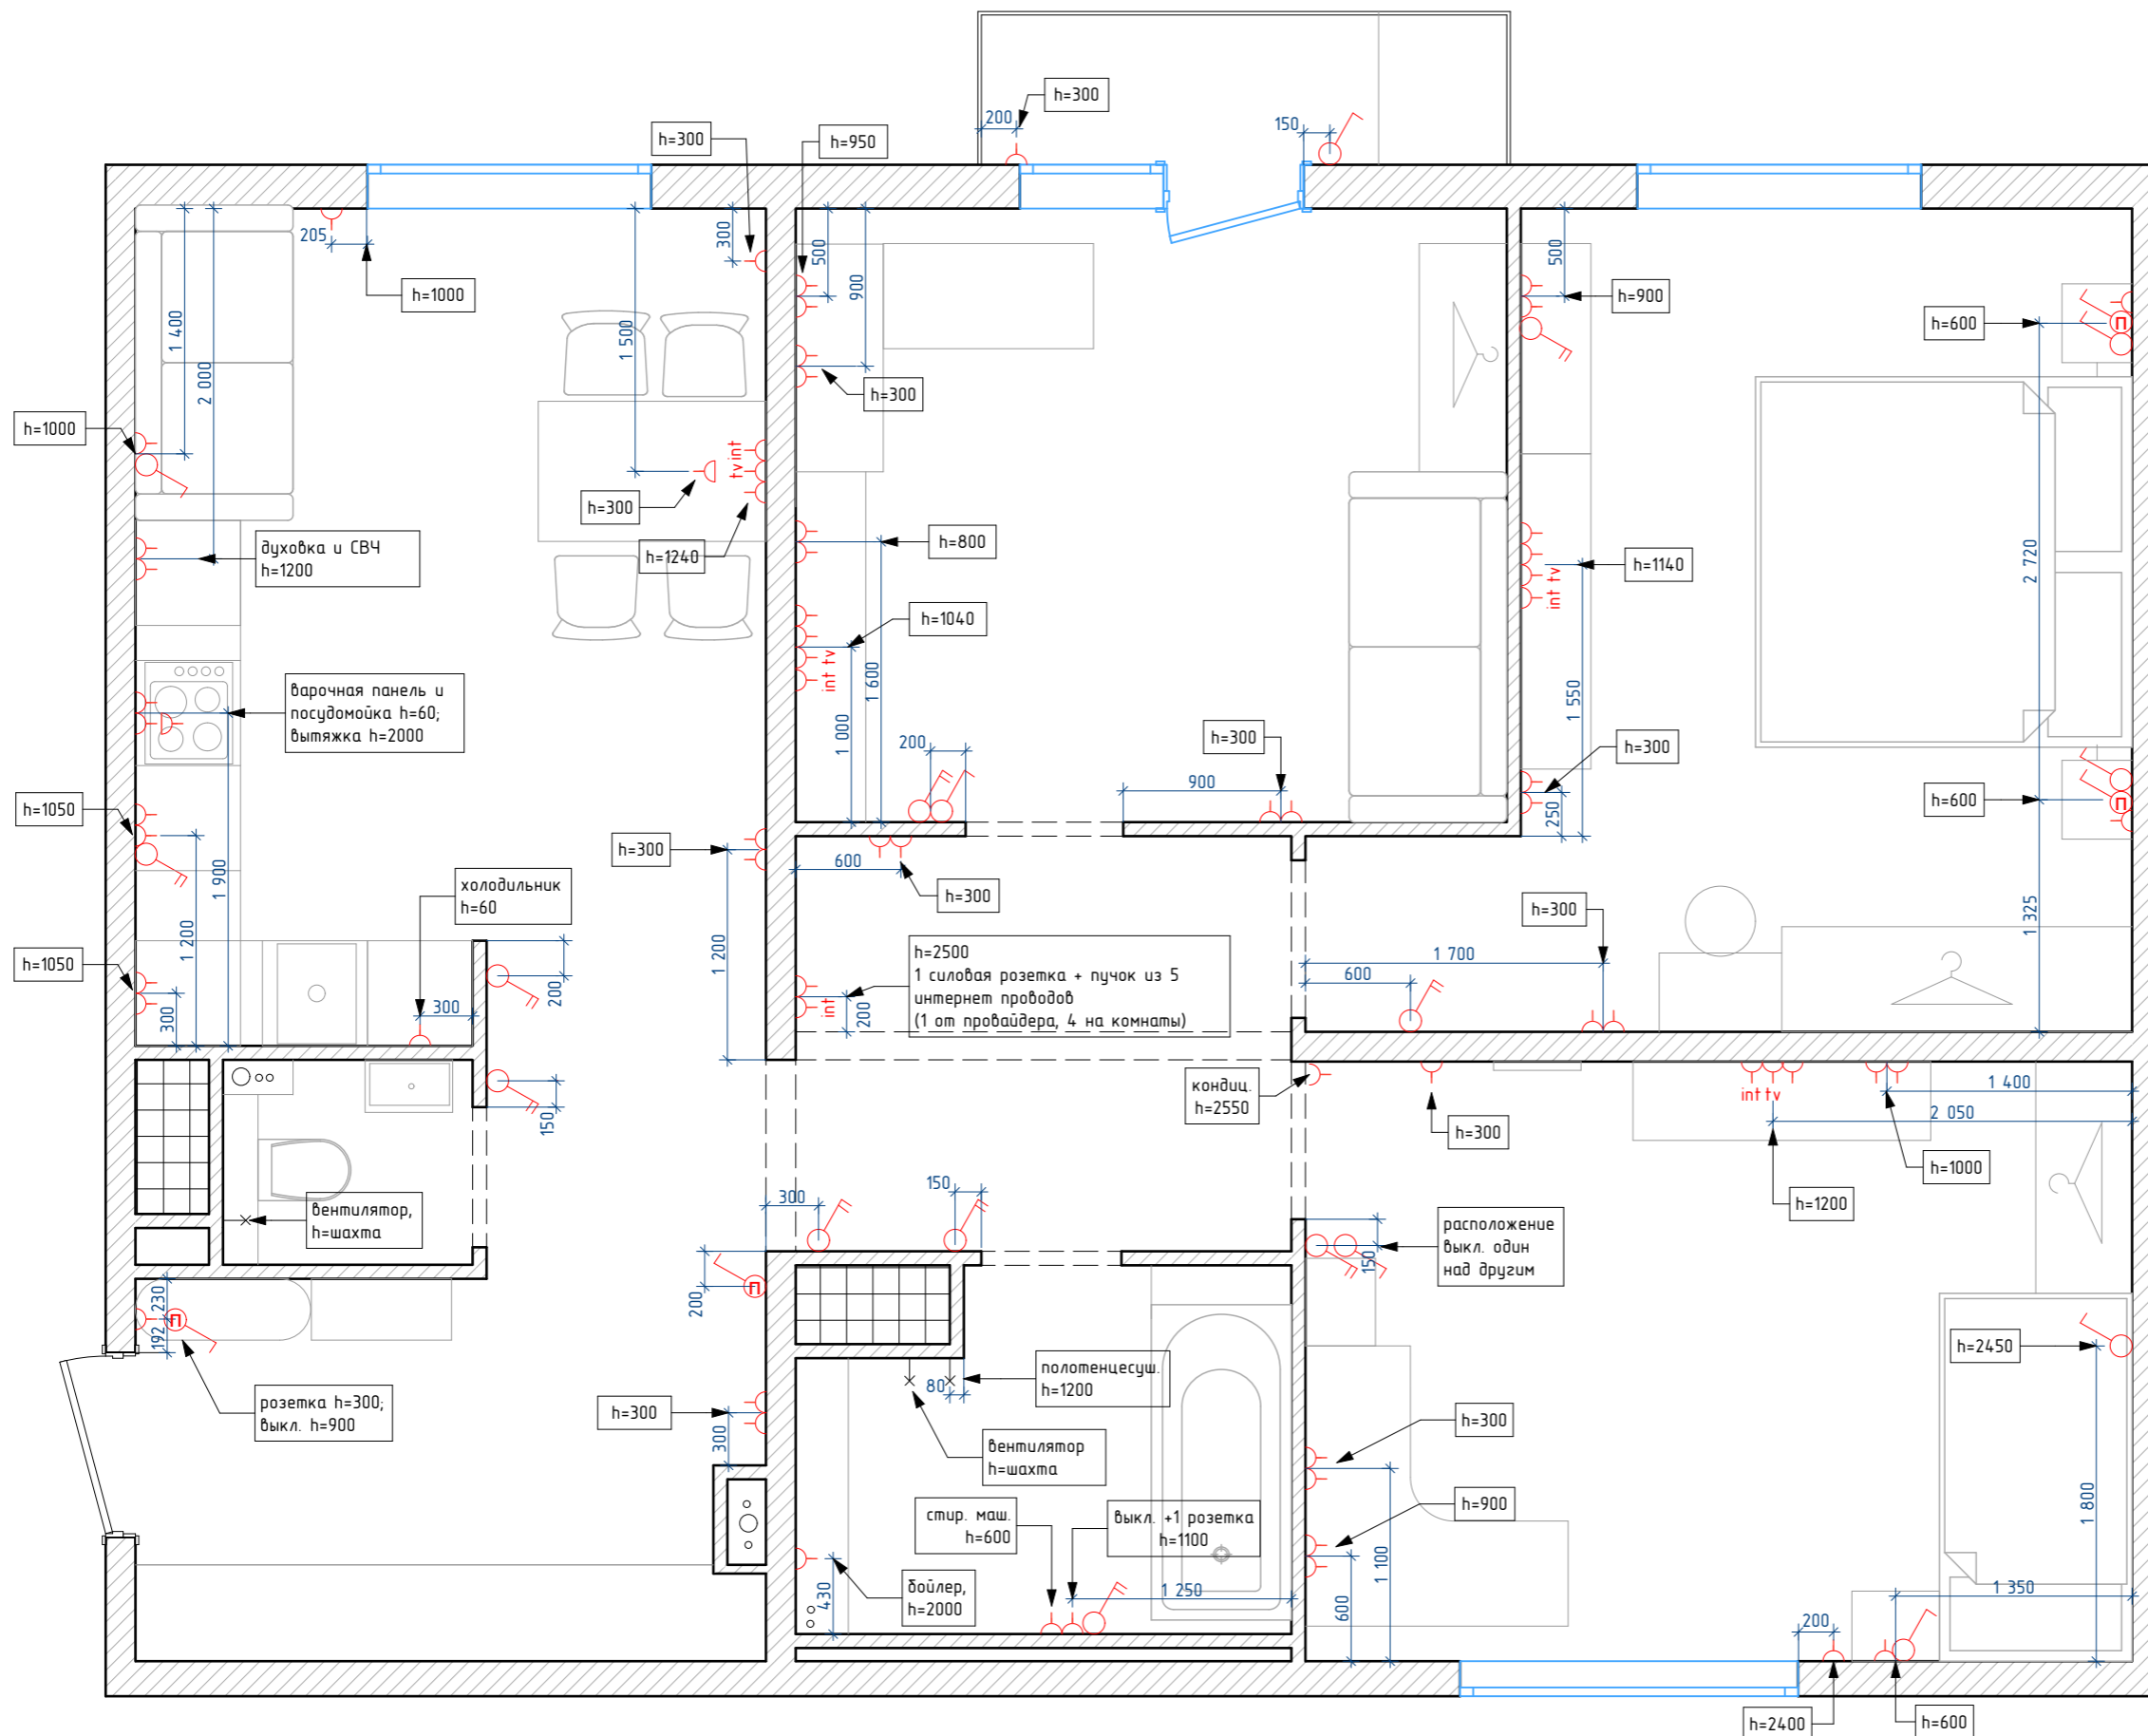 h=300
200
150
h=300
h=950
205
h=1000
300
500
900
500
h=900
1 400
2 000
1 500
h=600
П
h=300
h=1000
tv int
h=300
h=1240
духовка и СВЧ
h=1200
h=800
h=1140
int tv
2 720
h=1040
int tv
варочная панель и
посудомойка h=60;
вытяжка h=2000
1 600
1 000
1 550
200
h=300
h=300
900
250
h=600
П
h=1050
h=300
600
h=300
1 900
1 200
холодильник
h=60
1 200
h=300
1 325
h=1050
300
300
200
h=2500
1 силовая розетка + пучок из 5
интернет проводов
(1 от провайдера, 4 на комнаты)
int
200
1 700
600
150
кондиц.
h=2550
h=300
int tv
1 400
2 050
h=1000
h=1200
вентилятор,
h=шахта
300
150
расположение
выкл. один
над другим
150
230
192
П
200
П
h=2450
розетка h=300;
выкл. h=900
h=300
300
80
полотенцесуш.
h=1200
вентилятор
h=шахта
h=300
h=900
1 800
стир. маш.
h=600
выкл. +1 розетка
h=1100
бойлер,
h=2000
430
1 250
1 100
600
1 350
200
h=2400
h=600